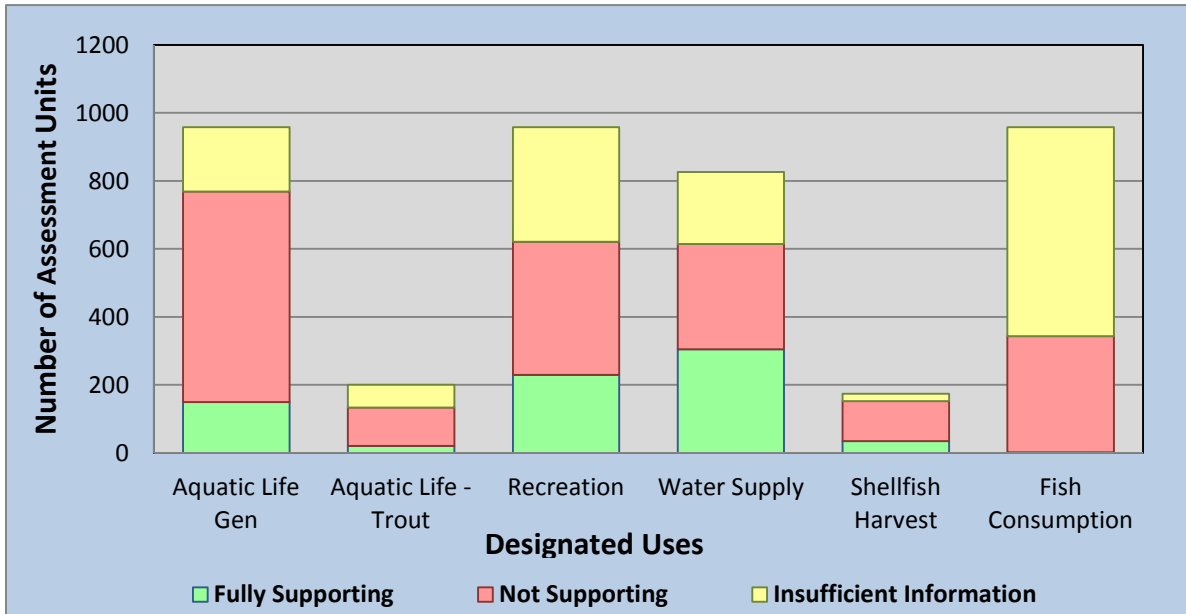 Number of Assessment Units
1200
1000
800
600
400
200
0
Aquatic Life
Gen
Aquatic Life -
Trout
Recreation
Water Supply
Shellfish
Harvest
Fish
Consumption
Designated Uses
Fully Supporting
Not Supporting
Insufficient Information